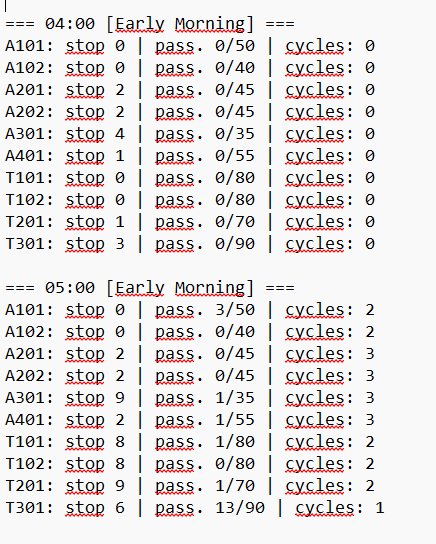 === 04:00 [Early Morning] ===
A101: stop 0 | pass. 0/50 | cycles: 0
A102: stop 0 | pass. 0/40 | cycles: 0
A201: stop 2 | pass. 0/45 | cycles: 0
A202: stop 2 | pass. 0/45 | cycles: 0
A301: stop 4 | pass. 0/35 | cycles: 0
A401: stop 1 | pass. 0/55 | cycles: 0
T101: stop 0 | pass. 0/80 | cycles: 0
T102: stop 0 | pass. 0/80 | cycles: 0
T201: stop 1 | pass. 0/70 | cycles: 0
T301: stop 3 | pass. 0/90 | cycles: 0
=== 05:00 [Early Morning] ===
A101: stop 0 | pass. 3/50 | cycles: 2
A102: stop 0 | pass. 0/40 | cycles: 2
A201: stop 2 | pass. 0/45 | cycles: 3
A202: stop 2 | pass. 0/45 | cycles: 3
A301: stop 9 | pass. 1/35 | cycles: 3
A401: stop 2 | pass. 1/55 | cycles: 3
T101: stop 8 | pass. 1/80 | cycles: 2
T102: stop 8 | pass. 0/80 | cycles: 2
T201: stop 9 | pass. 1/70 | cycles: 2
T301: stop 6 | pass. 13/90 | cycles: 1